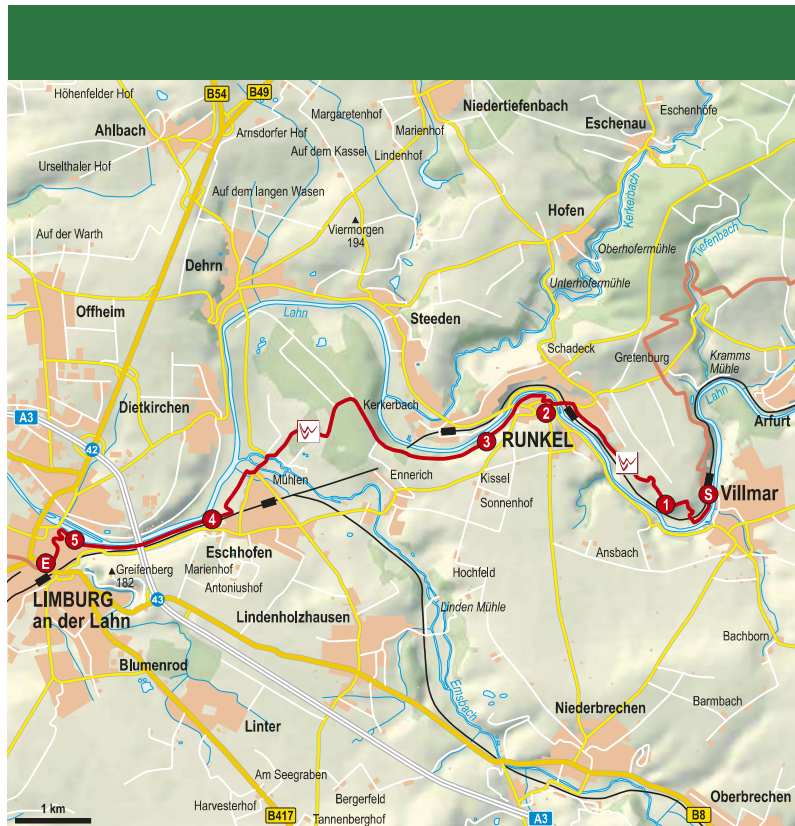 Höhenfelder Hof
B54
B49
Niedertiefenbach
Eschenhöfe
Margaretenhof
Ahlbach
Arnsdorfer Hof
Marienhof
Eschenau
Auf dem Kassel
Lindenhof
Urselthaler Hof
Auf dem langen Wasen
Kerkerbach
Hofen
Auf der Warth
Viermorgen
194
Tiefenbach
Oberhofermühle
Dehrn
Unterhofermühle
Offheim
Lahn
Steeden
Schadeck
Gretenburg
Kramms
Mühle
Lahn
Dietkirchen
Kerkerbach
A3
2
Arfurt
42
3
RUNKEL
Mühlen
Ennerich
Kissel
Sonnenhof
1
S
Villmar
4
5
Eschhofen
Ansbach
E
Greifenberg
182
Marienhof
Antoniushof
Hochfeld
LIMBURG
an der Lahn
43
Lindenholzhausen
Linden Mühle
Bachborn
Blumenrod
Emsbach
Niederbrechen
Barmbach
Linter
Am Seegraben
Oberbrechen
1 km
Harvesterhof
B417
Bergerfeld
Tannenberghof
A3
B8